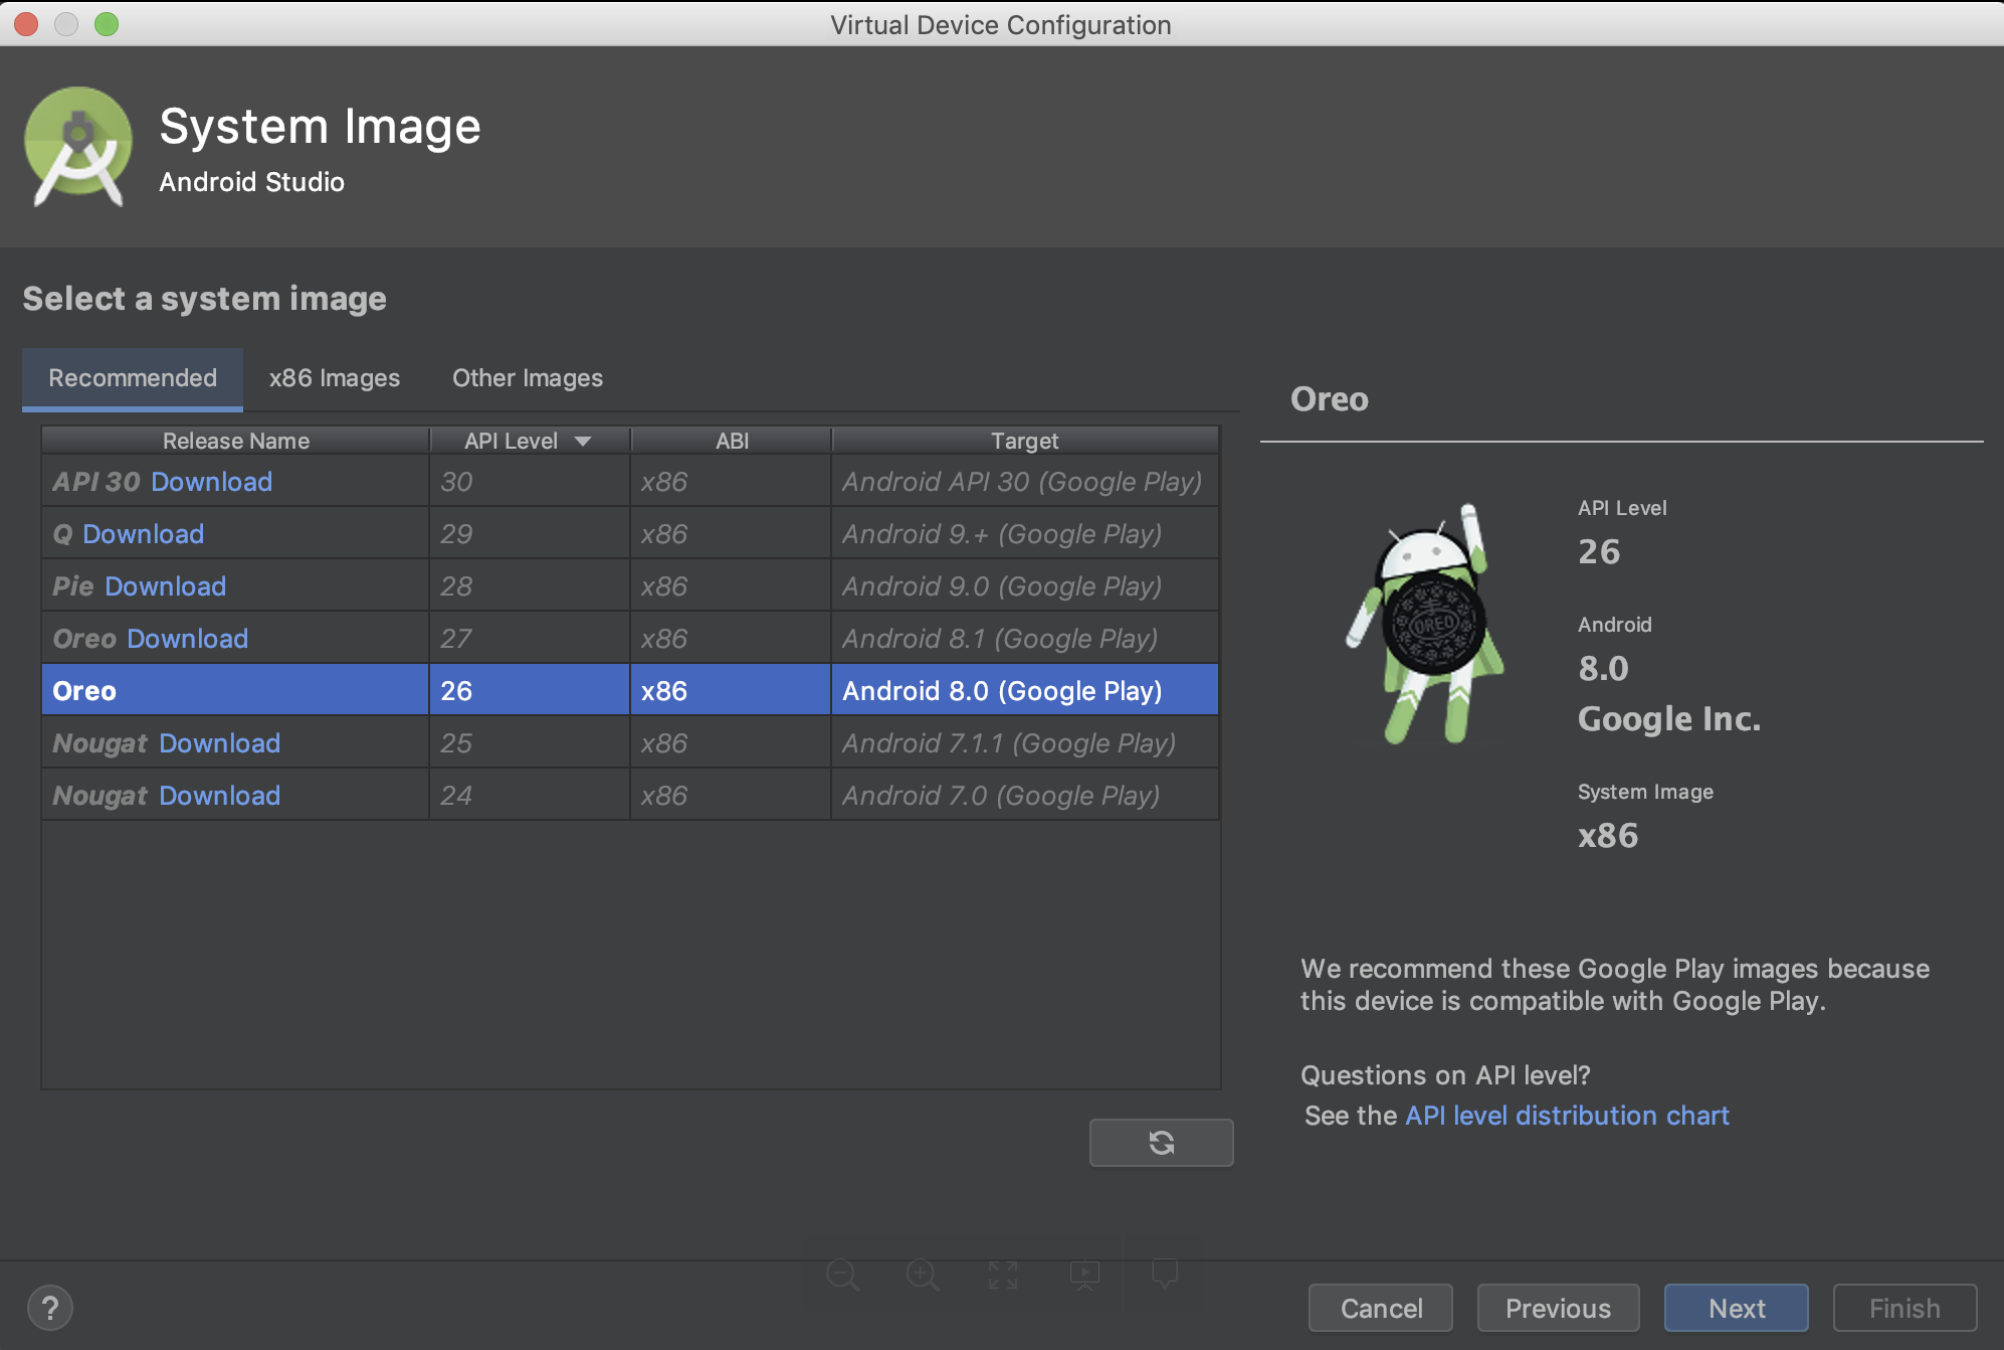 Virtual Device Configuration
System Image
Android Studio
Select a system image
Recommended x86 Images Other Images
Release Name API Level ABI Target
API 30 Download 30 x86 Android API 30 (Google Play)
Q Download 29 x86 Android 9.+ (Google Play)
Pie Download 28 x86 Android 9.0 (Google Play)
Oreo Download 27 x86 Android 8.1 (Google Play)
Oreo 26 x86 Android 8.0 (Google Play)
Nougat Download 25 x86 Android 7.1.1 (Google Play)
Nougat Download 24 x86 Android 7.0 (Google Play)
Oreo
OREO
API Level
26
Android
8.0
Google Inc.
System Image
x86
We recommend these Google Play images because
this device is compatible with Google Play.
Questions on API level?
See the API level distribution chart
?
Cancel Previous Next Finish